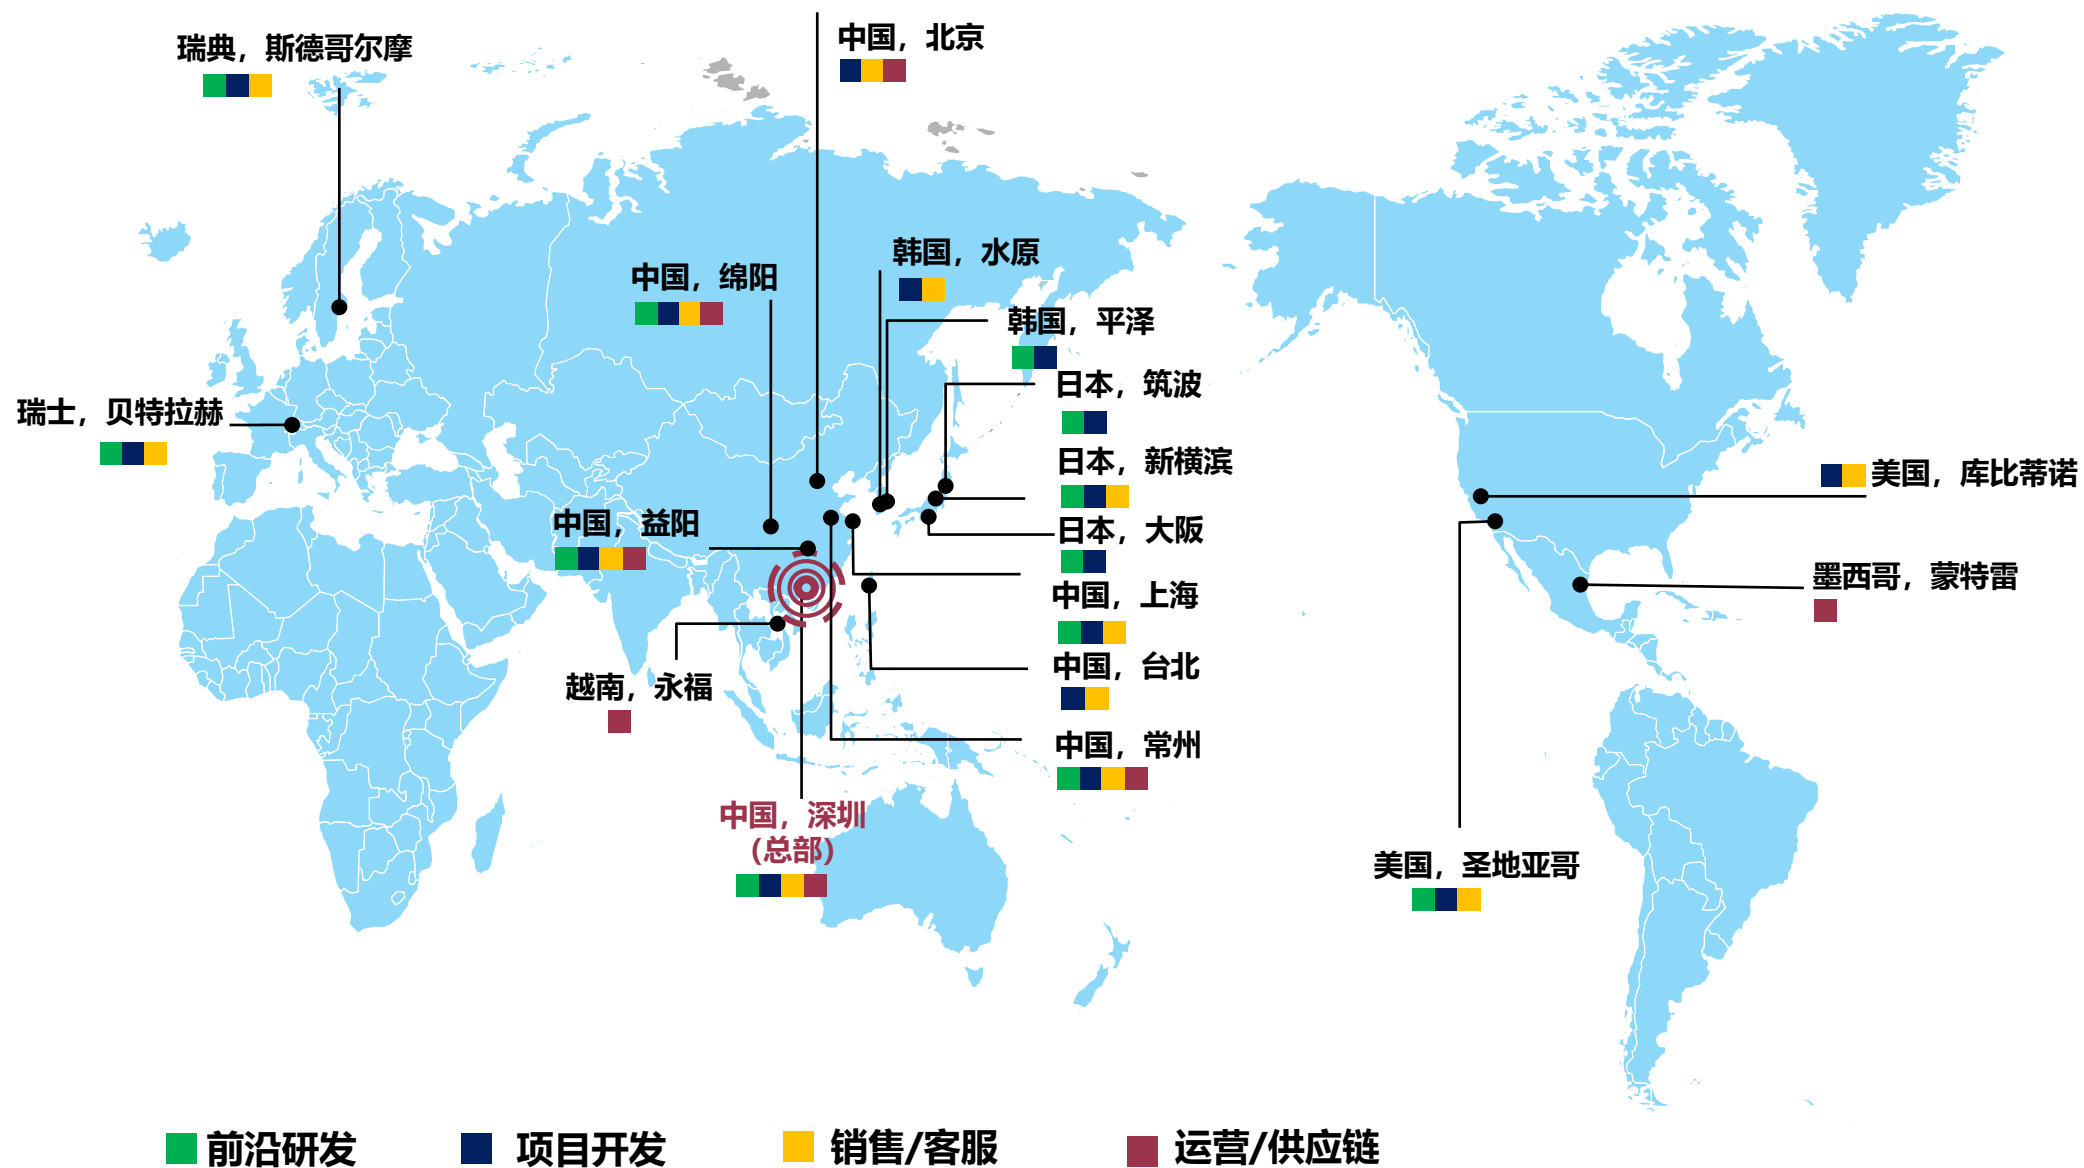 中国，北京
瑞典，斯德哥尔摩
韩国，水原
中国，绵阳
韩国，平泽
日本，筑波
瑞士，贝特拉赫
日本，新横滨
美国，库比蒂诺
中国，益阳
日本，大阪
墨西哥，蒙特雷
中国，上海
中国，台北
越南，永福
中国，常州
中国，深圳
(总部)
美国，圣地亚哥
前沿研发
项目开发
销售/客服
运营/供应链